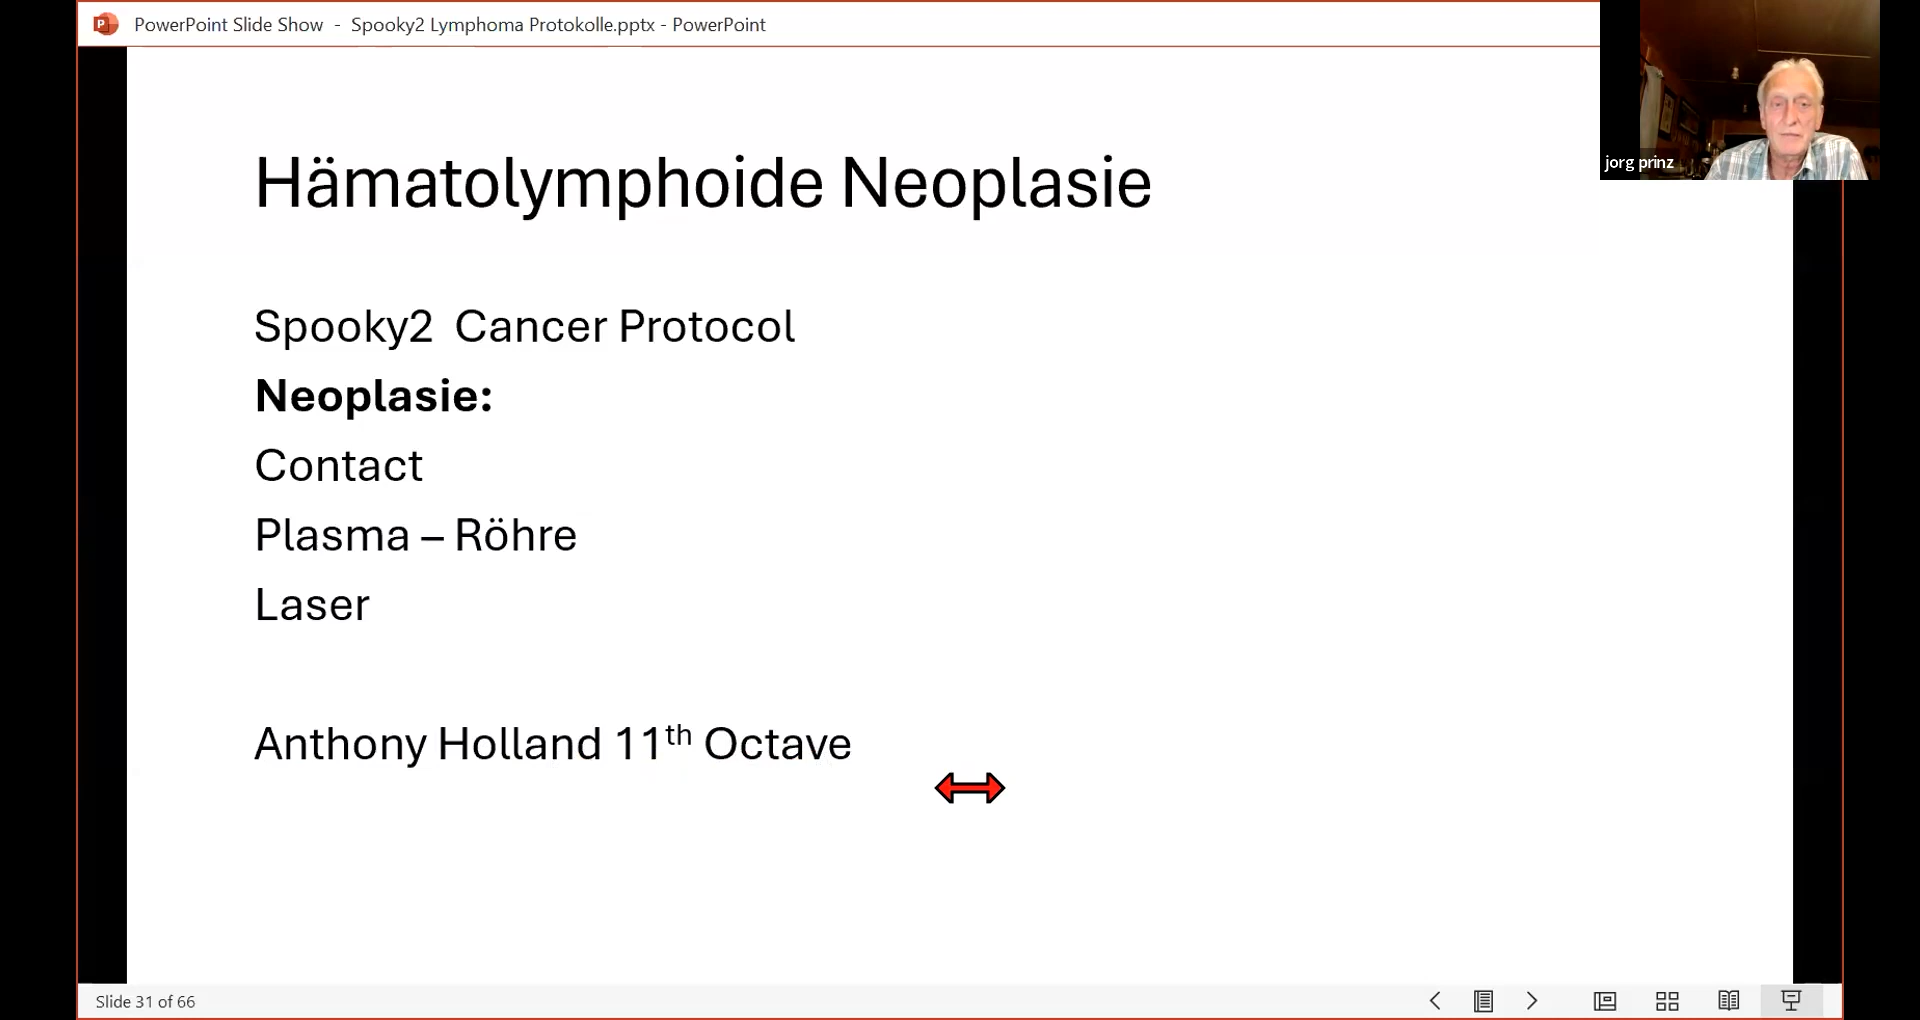 PowerPoint Slide Show - Spooky2 Lymphoma Protokolle.pptx - PowerPoint
jorg prinz
Hämatolymphoide Neoplasie
Spooky2 Cancer Protocol
Neoplasie:
Contact
Plasma – Röhre
Laser
Anthony Holland 11th Octave
Slide 31 of 66